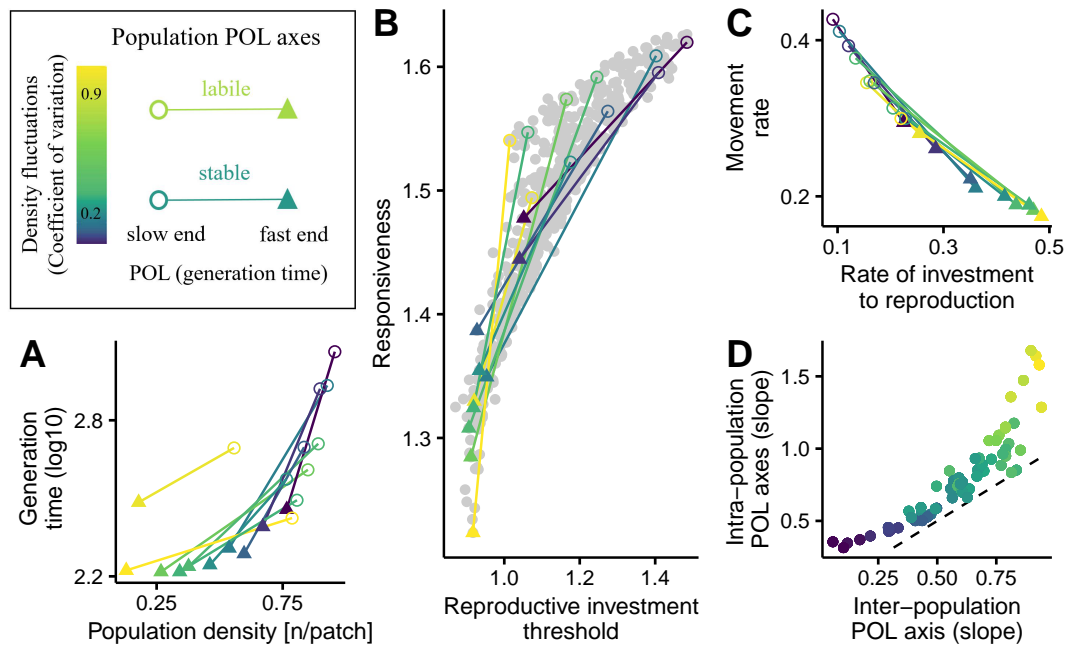 Population POL axes
Density fluctuations
(Coefficient of variation)
0.9
0.2
labile
stable
slow end
fast end
POL (generation time)
A
Generation
time (log10)
2.8
2.2
0.25
0.75
Population density [n/patch]
B
Responsiveness
1.6
1.5
1.4
1.3
1.0
1.2
1.4
Reproductive investment
threshold
C
Movement
rate
0.4
0.2
0.1
0.3
0.5
Rate of investment
to reproduction
D
Intra−population
POL axes (slope)
1.5
1.0
0.5
0.25
0.50
0.75
Inter−population
POL axis (slope)